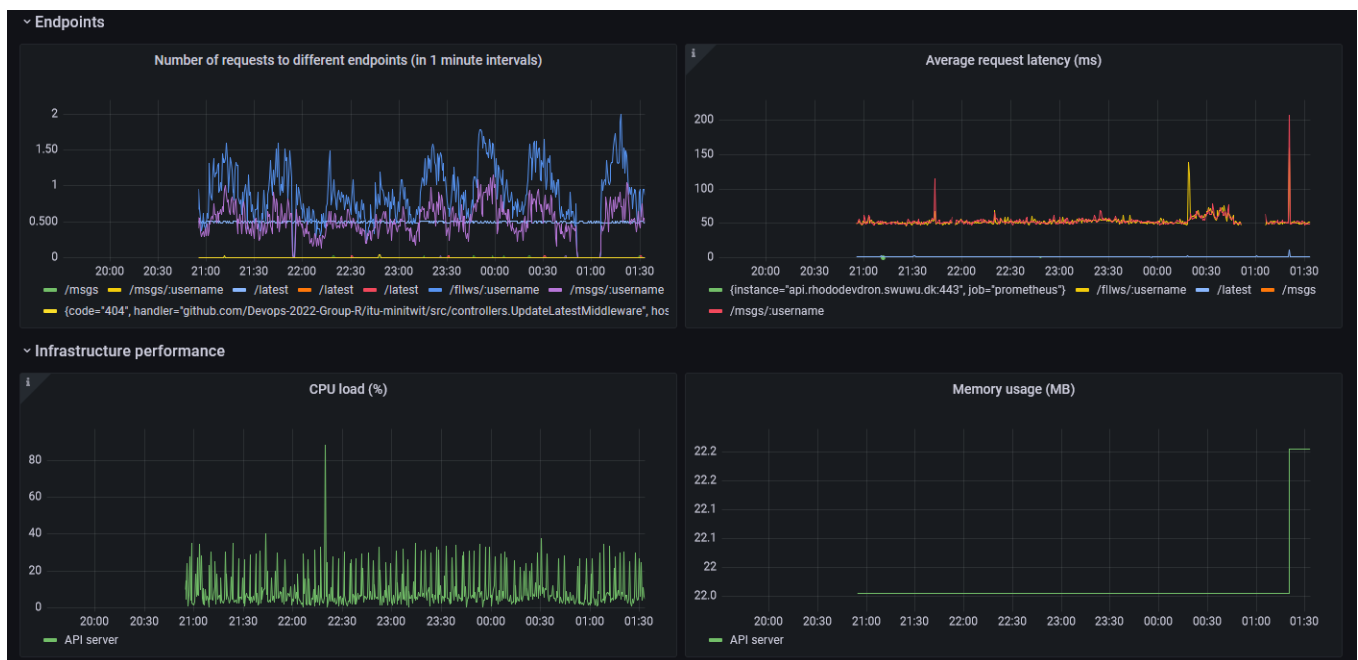 Endpoints
Number of requests to different endpoints (in 1 minute intervals)
2
1.50
1
0.500
0
20:00 20:30 21:00 21:30 22:00 22:30 23:00 23:30 00:00 00:30 01:00 01:30
/msgs /msgs/:username /latest /latest /latest /fllws/:username /msgs/:username
{code="404", handler="github.com/Devops-2022-Group-R/itu-minitwit/src/controllers.UpdateLatestMiddleware", hos
i
Average request latency (ms)
200
150
100
50
0
20:00 20:30 21:00 21:30 22:00 22:30 23:00 23:30 00:00 00:30 01:00 01:30
{instance="api.rhododevdron.swuwu.dk:443", job="prometheus"} /fllws/:username /latest /msgs
/msgs/:username
Infrastructure performance
i
CPU load (%)
80
60
40
20
0
20:00 20:30 21:00 21:30 22:00 22:30 23:00 23:30 00:00 00:30 01:00 01:30
API server
Memory usage (MB)
22.2
22.2
22.1
22.1
22
22.0
20:00 20:30 21:00 21:30 22:00 22:30 23:00 23:30 00:00 00:30 01:00 01:30
API server